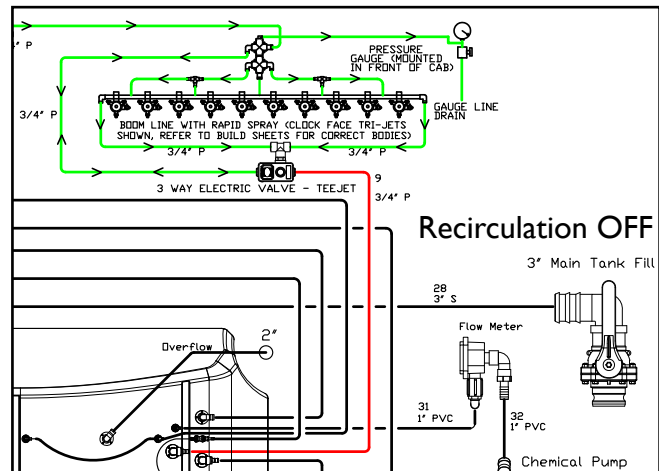 " P
PRESSURE
GAUGE (MOUNTED
IN FRONT OF CAB)
GAUGE LINE
DRAIN
3/4" P
BOOM LINE WITH RAPID SPRAY (CLOCK FACE TRI-JETS
SHOWN, REFER TO BUILD SHEETS FOR CORRECT BODIES)
3/4" P
3/4" P
3 WAY ELECTRIC VALVE - TEEJET
9
3/4" P
Recirculation OFF
3" Main Tank Fill
28
3" S
Flow Meter
Overflow
2"
31
1" PVC
32
1" PVC
Chemical Pump